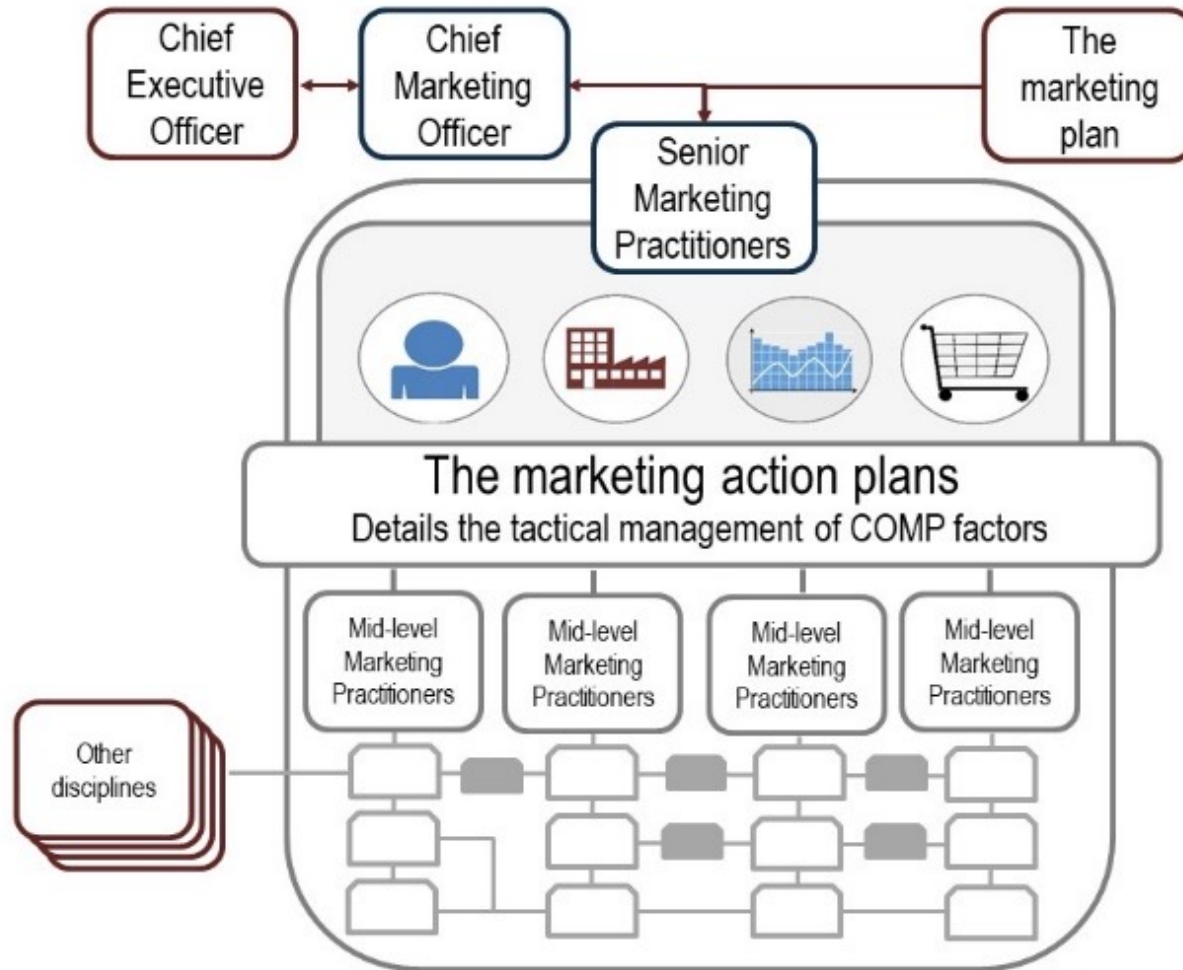 Chief
Executive
Officer
Chief
Marketing
Officer
The
marketing
plan
Senior
Marketing
Practitioners
The marketing action plans
Details the tactical management of COMP factors
Mid-level
Marketing
Practitioners
Mid-level
Marketing
Practitioners
Mid-level
Marketing
Practitioners
Mid-level
Marketing
Practitioners
Other
disciplines